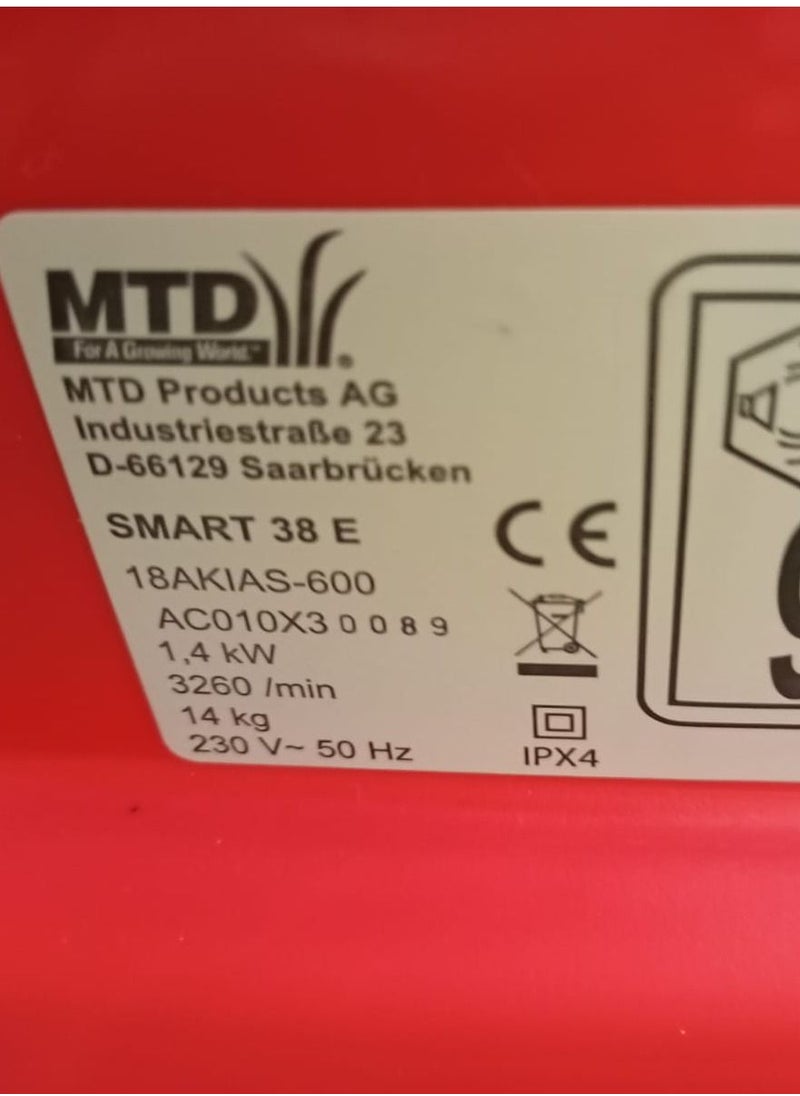 MTD
For A Growing World.™
MTD Products AG
Industriestraße 23
D-66129 Saarbrücken
SMART 38 E
18AKIAS-600
AC010X30089
1,4 kW
3260 /min
14 kg
230 V~ 50 Hz
CE
IPX4